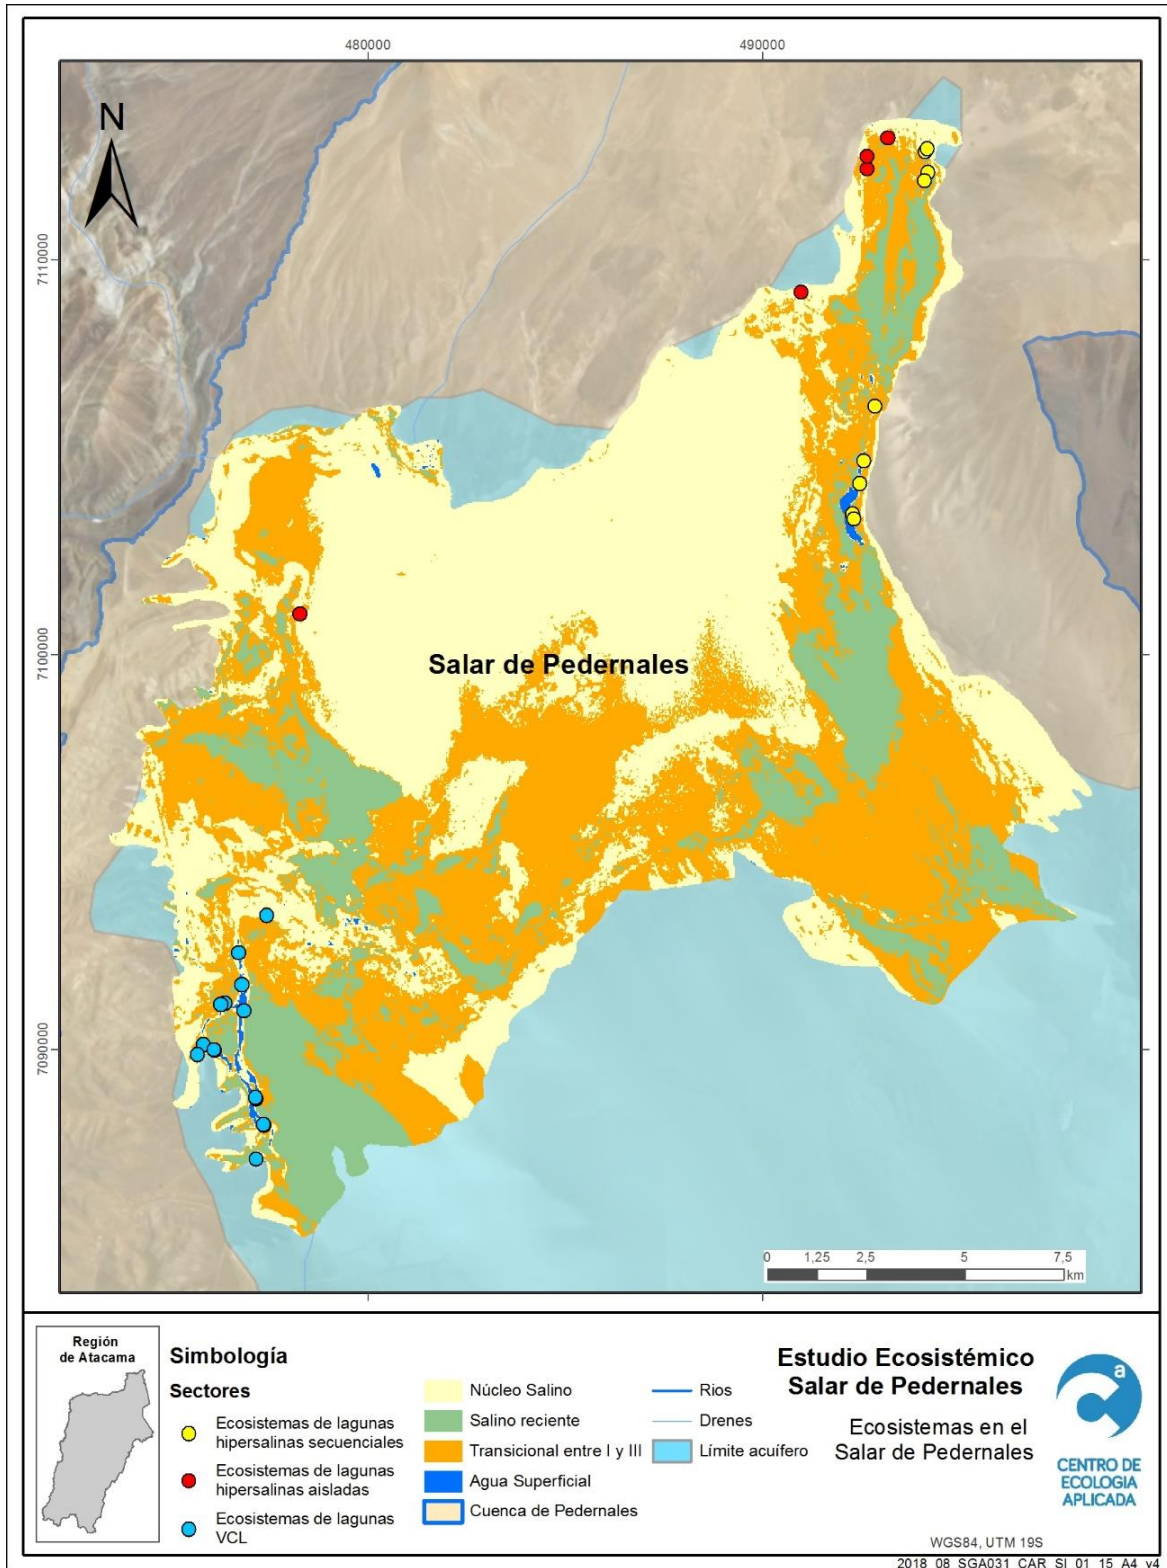 480000
490000
N
7110000
7100000
7090000
Salar de Pedernales
0 1,25 2,5 5 7,5
km
Región
de Atacama
Simbología
Sectores
Ecosistemas de lagunas
hipersalinas secuenciales
Ecosistemas de lagunas
hipersalinas aisladas
Ecosistemas de lagunas
VCL
Núcleo Salino
Salino reciente
Transicional entre I y III
Agua Superficial
Cuenca de Pedernales
Rios
Drenes
Límite acuífero
Estudio Ecosistémico
Salar de Pedernales
Ecosistemas en el
Salar de Pedernales
a
CENTRO DE
ECOLOGIA
APLICADA
WGS84, UTM 19S
2018_08_SGA031_CAR_SI_01_15_A4_v4